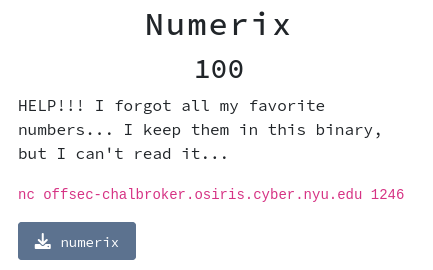 Numerix
100
HELP!!! I forgot all my favorite
numbers... I keep them in this binary,
but I can't read it...
nc offsec-chalbroker.osiris.cyber.nyu.edu 1246
numerix